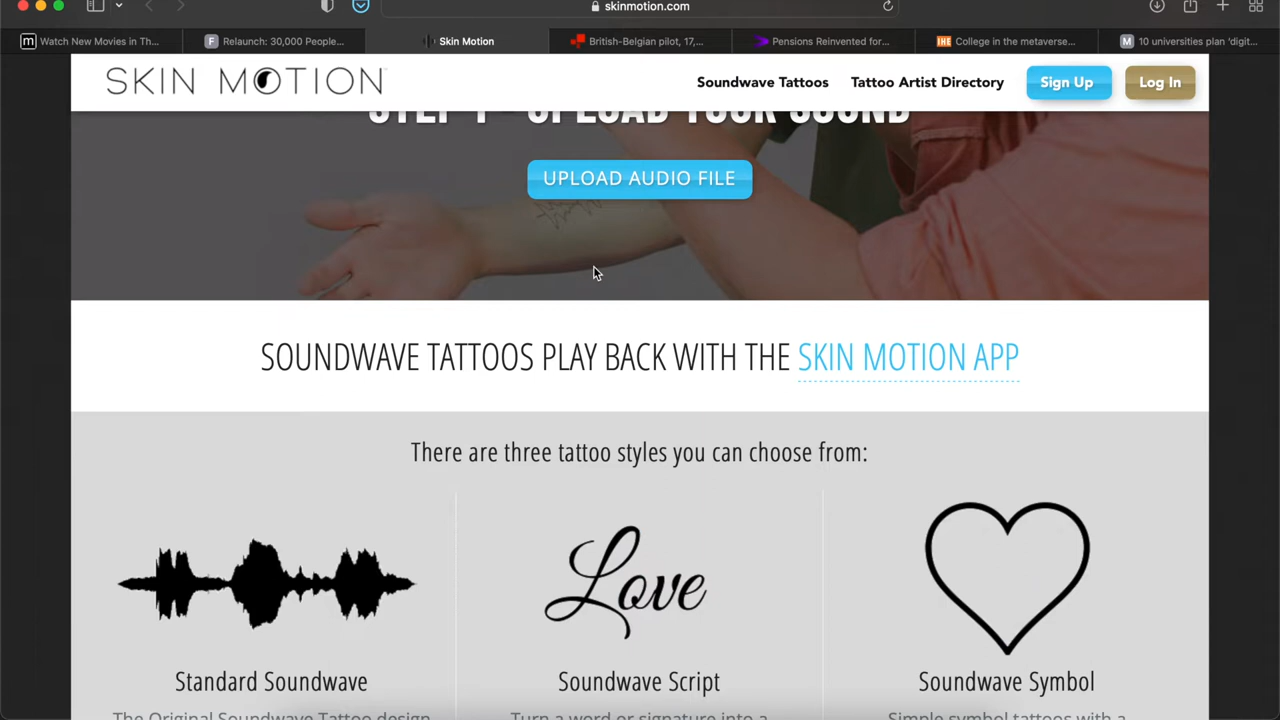 skinmotion.com
Watch New Movies in Th...
Relaunch: 30,000 People...
Skin Motion
British-Belgian pilot, 17,...
Pensions Reinvented for...
College in the metaverse...
10 universities plan ‘digit...
SKIN MOTION
Soundwave Tattoos
Tattoo Artist Directory
Sign Up
Log In
STEP 1 - UPLOAD YOUR SOUND
UPLOAD AUDIO FILE
SOUNDWAVE TATTOOS PLAY BACK WITH THE SKIN MOTION APP
There are three tattoo styles you can choose from:
Love
Standard Soundwave
Soundwave Script
Soundwave Symbol
The Original Soundwave Tattoo design
Turn a word or signature into a
Simple symbol tattoos with a